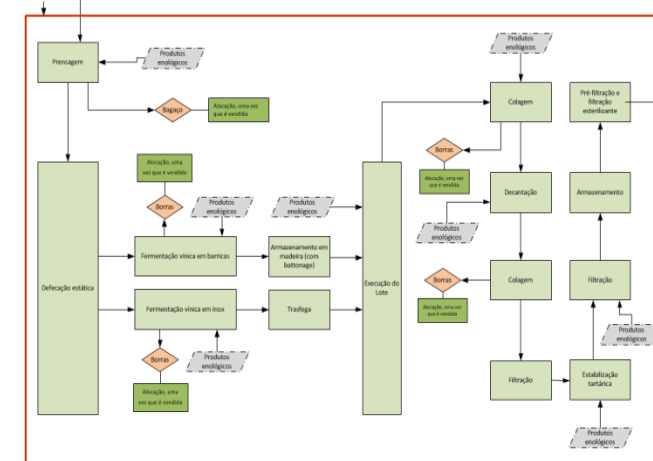 Prensagem
Produtos
enológicos
Bagaço
Alocação, uma vez
que é vendida
Defecação estática
Alocação, uma
vez que é vendida
Borras
Produtos
enológicos
Fermentação vínica em barricas
Fermentação vínica em inox
Borras
Produtos
enológicos
Alocação, uma
vez que é vendida
Produtos
enológicos
Armazenamento em
madeira (com
battonage)
Trasfega
Execução do
Lote
Produtos
enológicos
Colagem
Borras
Alocação, uma vez
que é vendida
Decantação
Produtos
enológicos
Colagem
Borras
Alocação, uma vez
que é vendida
Filtração
Estabilização
tartárica
Produtos
enológicos
Filtração
Produtos
enológicos
Armazenamento
Pré-filtração e
filtração
esterilizante